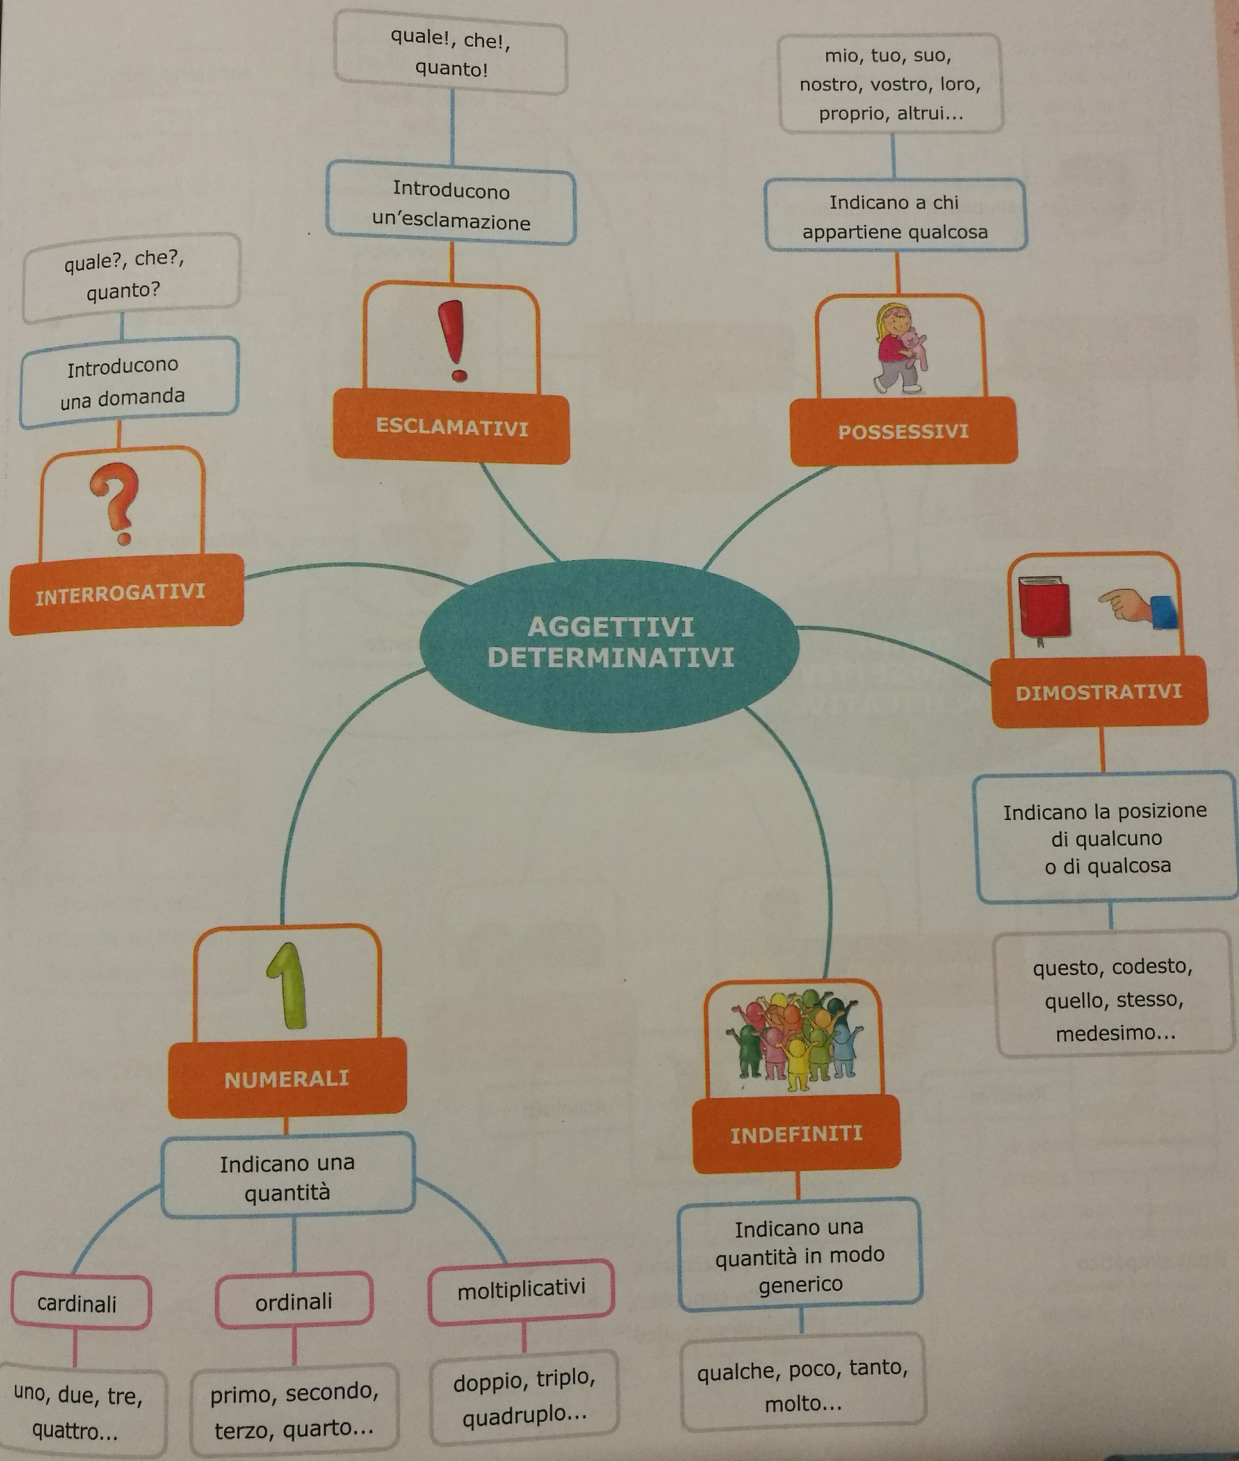 quale!, che!,
quanto!
Introducono
un'esclamazione
ESCLAMATIVI
mio, tuo, suo,
nostro, vostro, loro,
proprio, altrui...
Indicano a chi
appartiene qualcosa
POSSESSIVI
quale?, che?,
quanto?
Introducono
una domanda
INTERROGATIVI
AGGETTIVI
DETERMINATIVI
DIMOSTRATIVI
Indicano la posizione
di qualcuno
o di qualcosa
questo, codesto,
quello, stesso,
medesimo...
1
NUMERALI
Indicano una
quantità
cardinali
uno, due, tre,
quattro...
ordinali
primo, secondo,
terzo, quarto...
moltiplicativi
doppio, triplo,
quadruplo...
INDEFINITI
Indicano una
quantità in modo
generico
qualche, poco, tanto,
molto...